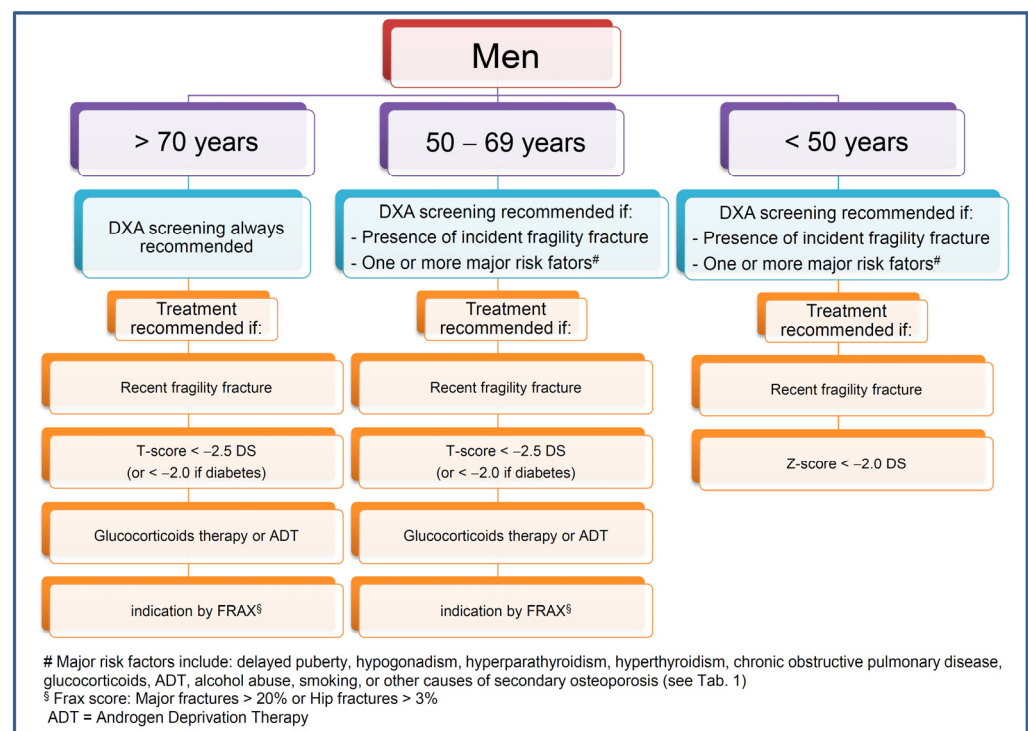 Men
> 70 years
50 – 69 years
< 50 years
DXA screening always
recommended
DXA screening recommended if:
- Presence of incident fragility fracture
- One or more major risk fators#
DXA screening recommended if:
- Presence of incident fragility fracture
- One or more major risk fators#
Treatment
recommended if:
Treatment
recommended if:
Treatment
recommended if:
Recent fragility fracture
Recent fragility fracture
Recent fragility fracture
T-score < −2.5 DS
(or < −2.0 if diabetes)
T-score < −2.5 DS
(or < −2.0 if diabetes)
Z-score < −2.0 DS
Glucocorticoids therapy or ADT
Glucocorticoids therapy or ADT
indication by FRAX§
indication by FRAX§
# Major risk factors include: delayed puberty, hypogonadism, hyperparathyroidism, hyperthyroidism, chronic obstructive pulmonary disease,
glucocorticoids, ADT, alcohol abuse, smoking, or other causes of secondary osteoporosis (see Tab. 1)
§ Frax score: Major fractures > 20% or Hip fractures > 3%
ADT = Androgen Deprivation Therapy